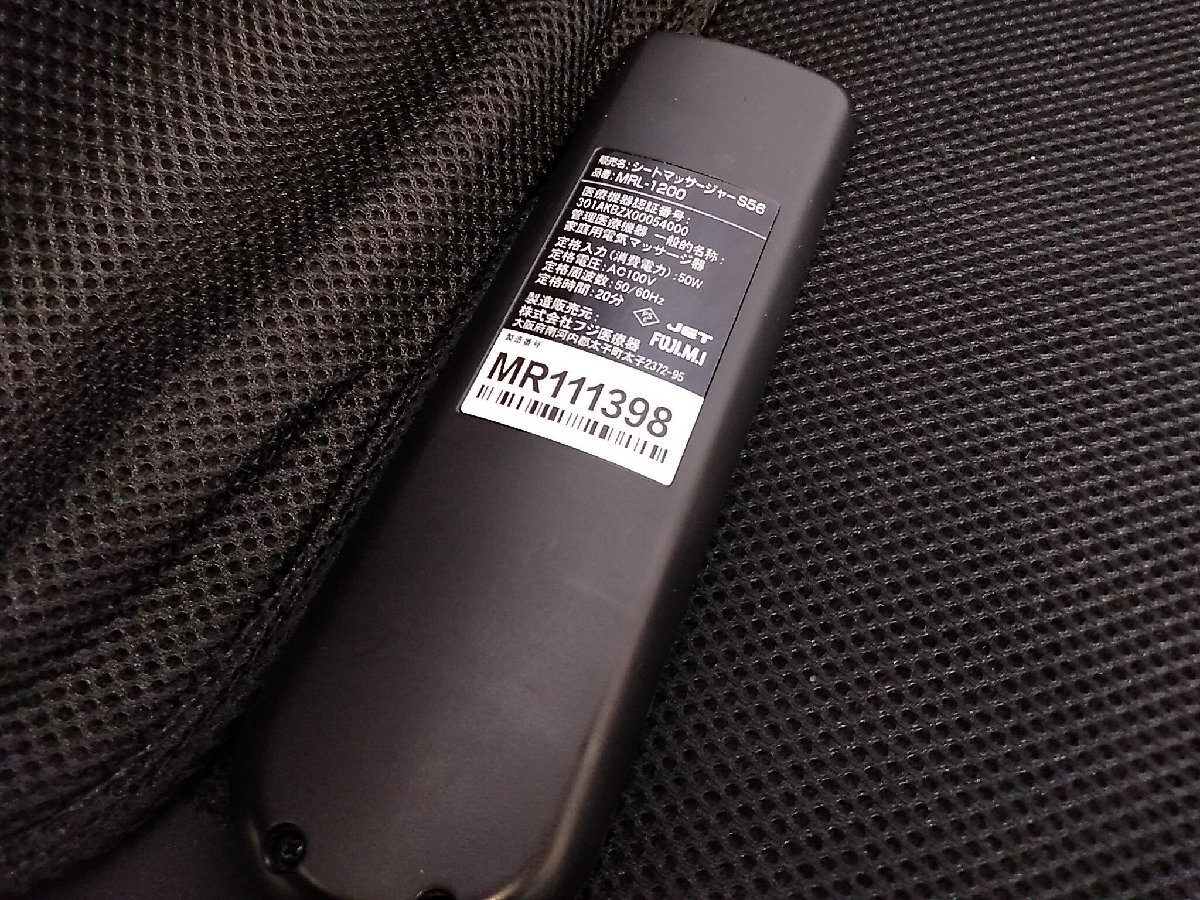 販売名:シートマッサージャーS56
品番:MRL-1200
医療機器認証番号:
301AKBZX00054000
管理医療機器 一般的名称:
家庭用電気マッサージ器
定格入力(消費電力):50W
定格電圧:AC100V
定格周波数:50/60Hz
定格時間:20分
JET
製造販売元:
株式会社フジ医療器 FUJI.M.I
大阪府南河内郡太子町太子2372-95
製造番号
MR111398